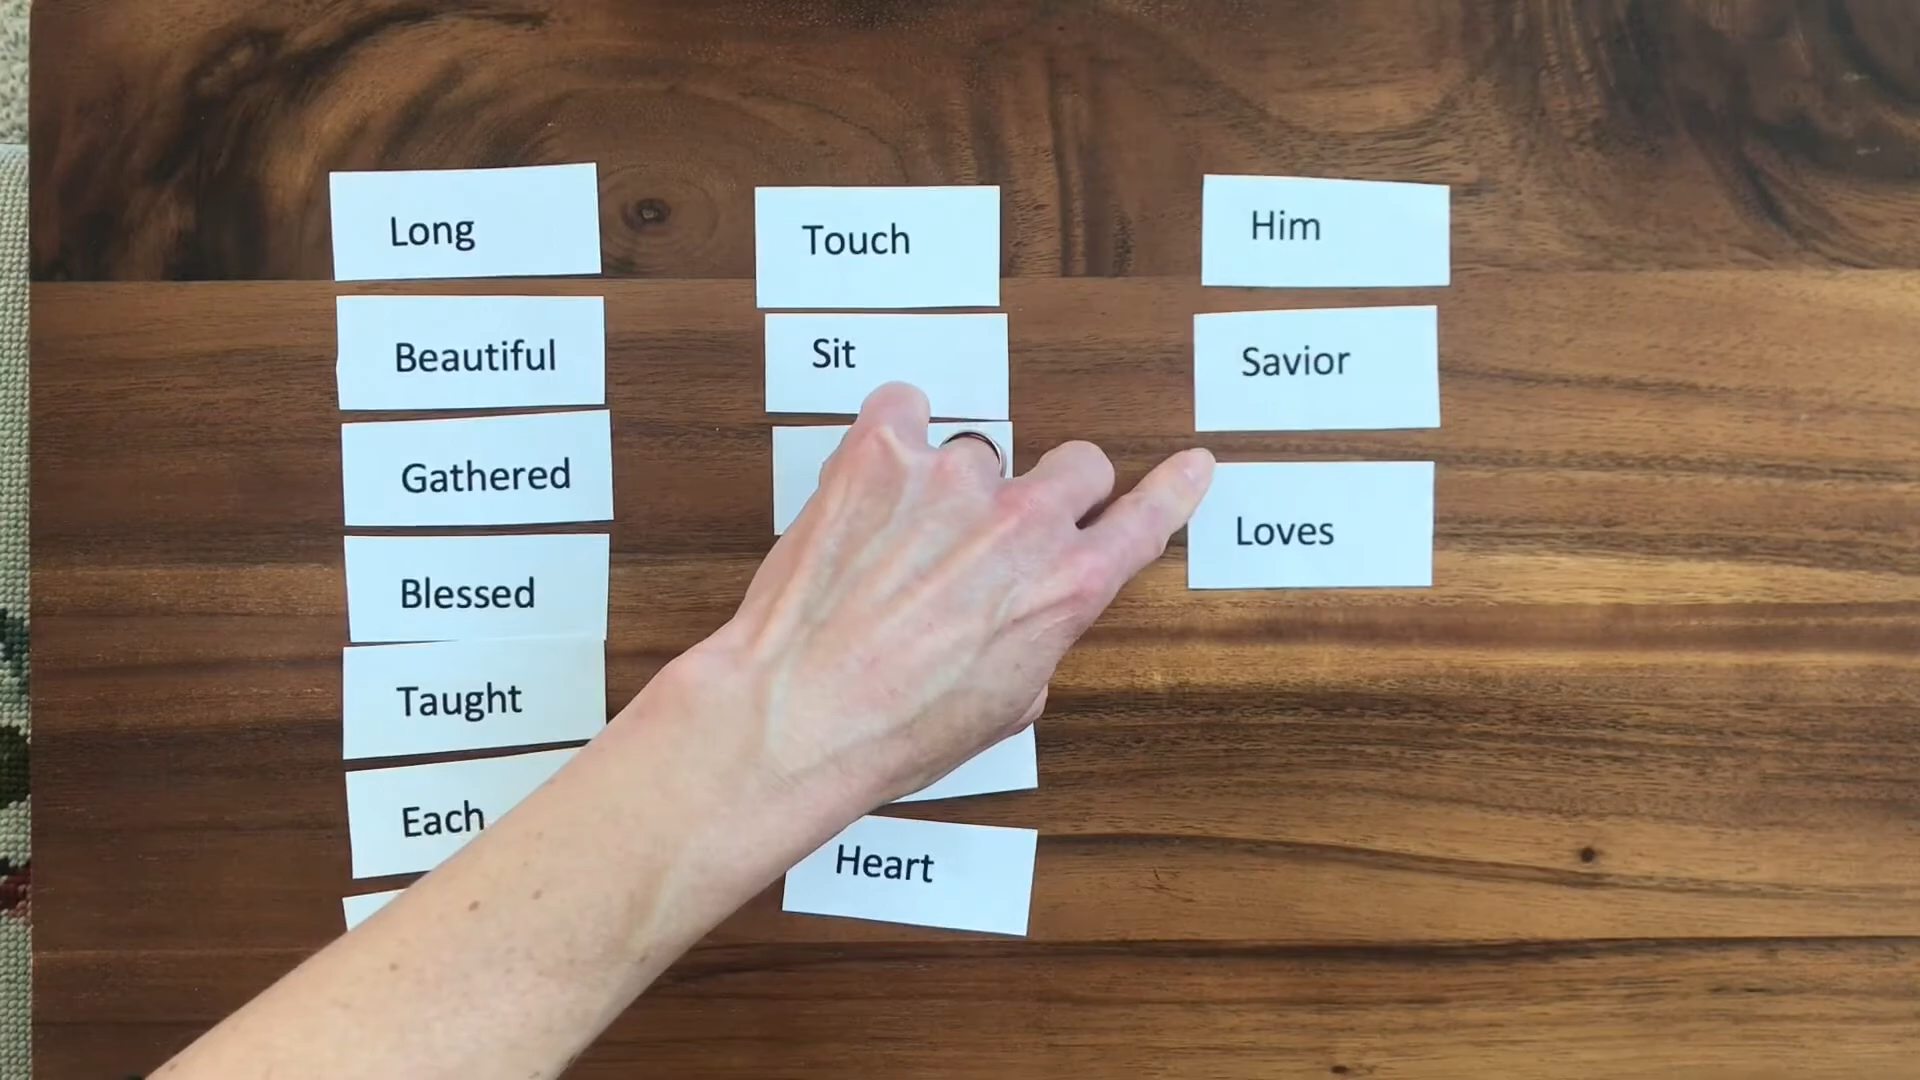 Long
Beautiful
Gathered
Blessed
Taught
Each
Touch
Sit
Heart
Him
Savior
Loves